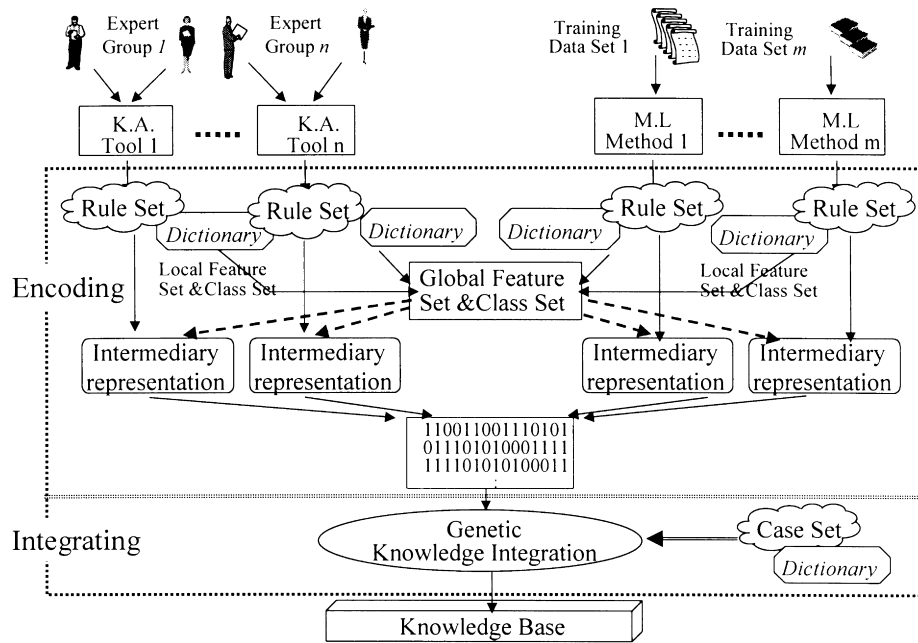 Expert
Group 1
Expert
Group n
Training
Data Set 1
Training
Data Set m
K.A.
Tool 1
K.A.
Tool n
M.L
Method 1
M.L
Method m
Rule Set
Rule Set
Rule Set
Rule Set
Dictionary
Dictionary
Dictionary
Dictionary
Local Feature
Set &Class Set
Global Feature
Set &Class Set
Local Feature
Set &Class Set
Encoding
Intermediary
representation
Intermediary
representation
Intermediary
representation
Intermediary
representation
110011001110101
011101010001111
111101010100011
Integrating
Genetic
Knowledge Integration
Case Set
Dictionary
Knowledge Base